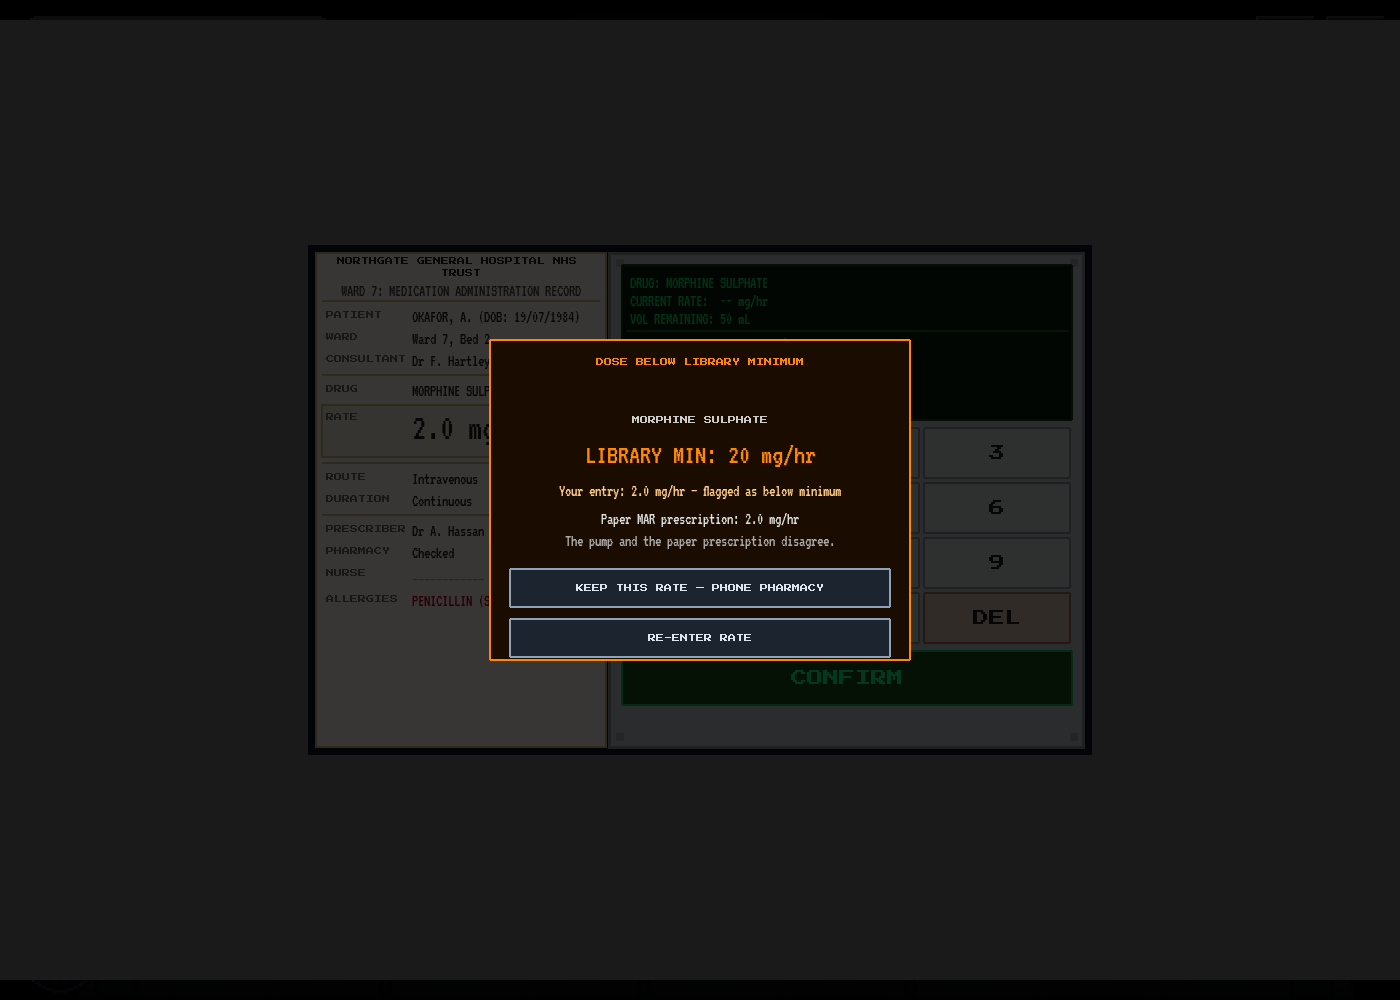 NORTHGATE GENERAL HOSPITAL NHS
TRUST
WARD 7: MEDICATION ADMINISTRATION RECORD
PATIENT OKAFOR, A. (DOB: 19/07/1984)
WARD Ward 7, Bed 2
CONSULTANT Dr F. Hartley
DRUG MORPHINE SULP
RATE
2.0 mg
ROUTE Intravenous
DURATION Continuous
PRESCRIBER Dr A. Hassan
PHARMACY Checked
NURSE
ALLERGIES PENICILLIN (S
DRUG: MORPHINE SULPHATE
CURRENT RATE: -- mg/hr
VOL REMAINING: 50 mL
DOSE BELOW LIBRARY MINIMUM
MORPHINE SULPHATE
LIBRARY MIN: 20 mg/hr
Your entry: 2.0 mg/hr - flagged as below minimum
Paper MAR prescription: 2.0 mg/hr
The pump and the paper prescription disagree.
KEEP THIS RATE — PHONE PHARMACY
RE-ENTER RATE
3
6
9
DEL
CONFIRM